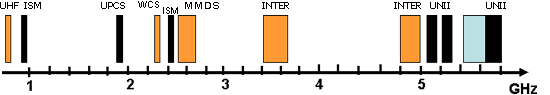 UHF ISM UPCS WCS ISM MMDS INTER INTER UNII UNII
1 2 3 4 5 GHz